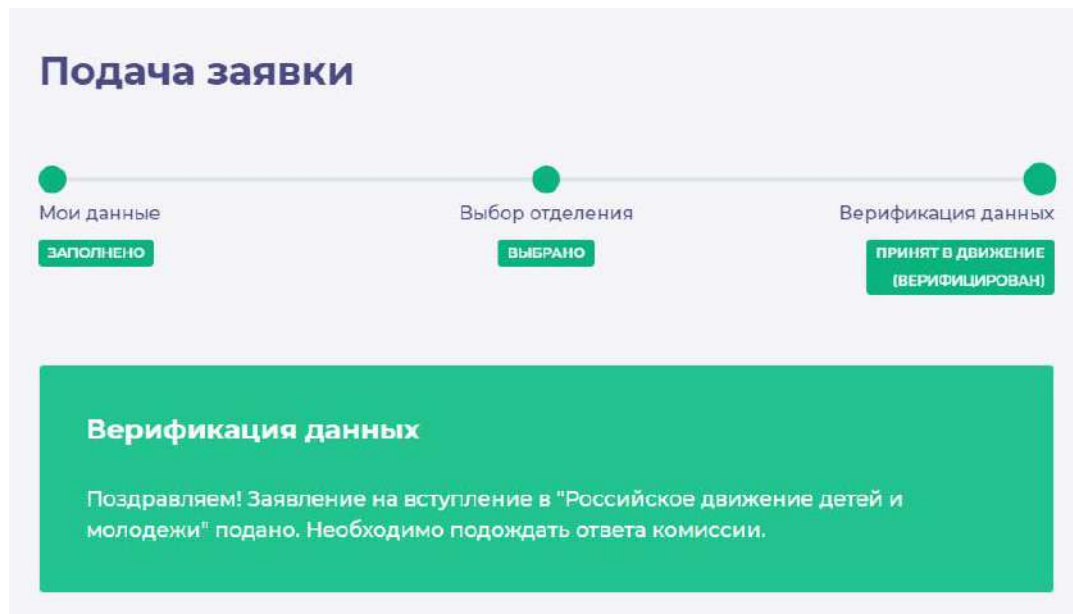 Подача заявки
Мои данные
Выбор отделения
Верификация данных
ЗАПОЛНЕНО
ВЫБРАНО
ПРИНЯТ В ДВИЖЕНИЕ
(ВЕРИФИЦИРОВАН)
Верификация данных
Поздравляем! Заявление на вступление в "Российское движение детей и
молодежи" подано. Необходимо подождать ответа комиссии.